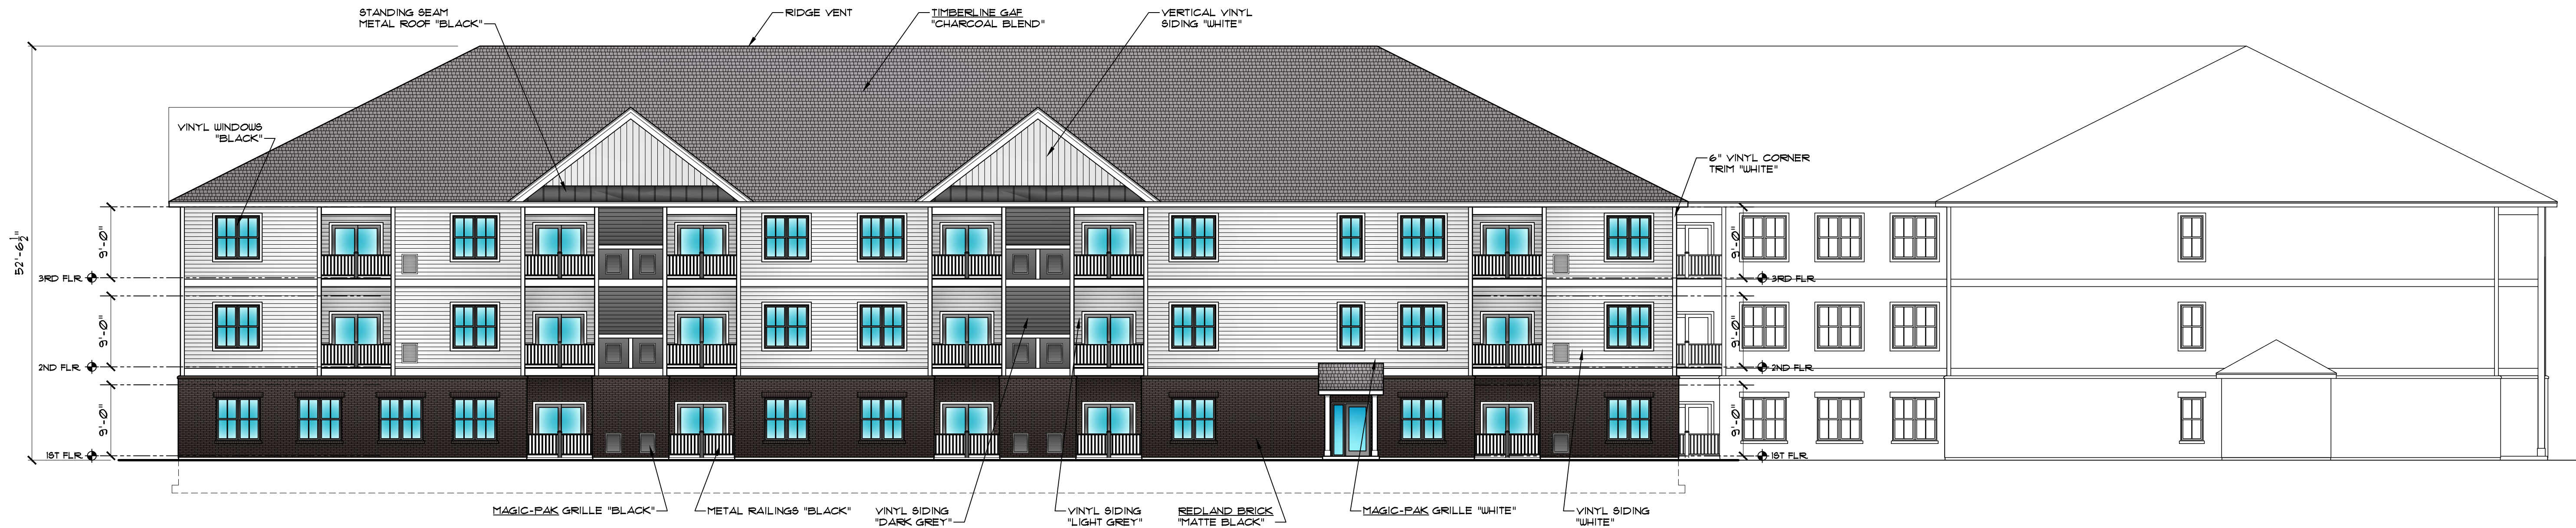 STANDING SEAM
METAL ROOF "BLACK"
RIDGE VENT
TIMBERLINE GAF
"CHARCOAL BLEND"
VERTICAL VINYL
SIDING "WHITE"
VINYL WINDOWS
"BLACK"
6" VINYL CORNER
TRIM "WHITE"
52'-6½"
9'-0"
3RD FLR.
9'-0"
2ND FLR.
9'-0"
1ST FLR.
9'-0"
3RD FLR.
9'-0"
2ND FLR.
9'-0"
1ST FLR.
MAGIC-PAK GRILLE "BLACK"
METAL RAILINGS "BLACK"
VINYL SIDING
"DARK GREY"
VINYL SIDING
"LIGHT GREY"
REDLAND BRICK
"MATTE BLACK"
MAGIC-PAK GRILLE "WHITE"
VINYL SIDING
"WHITE"